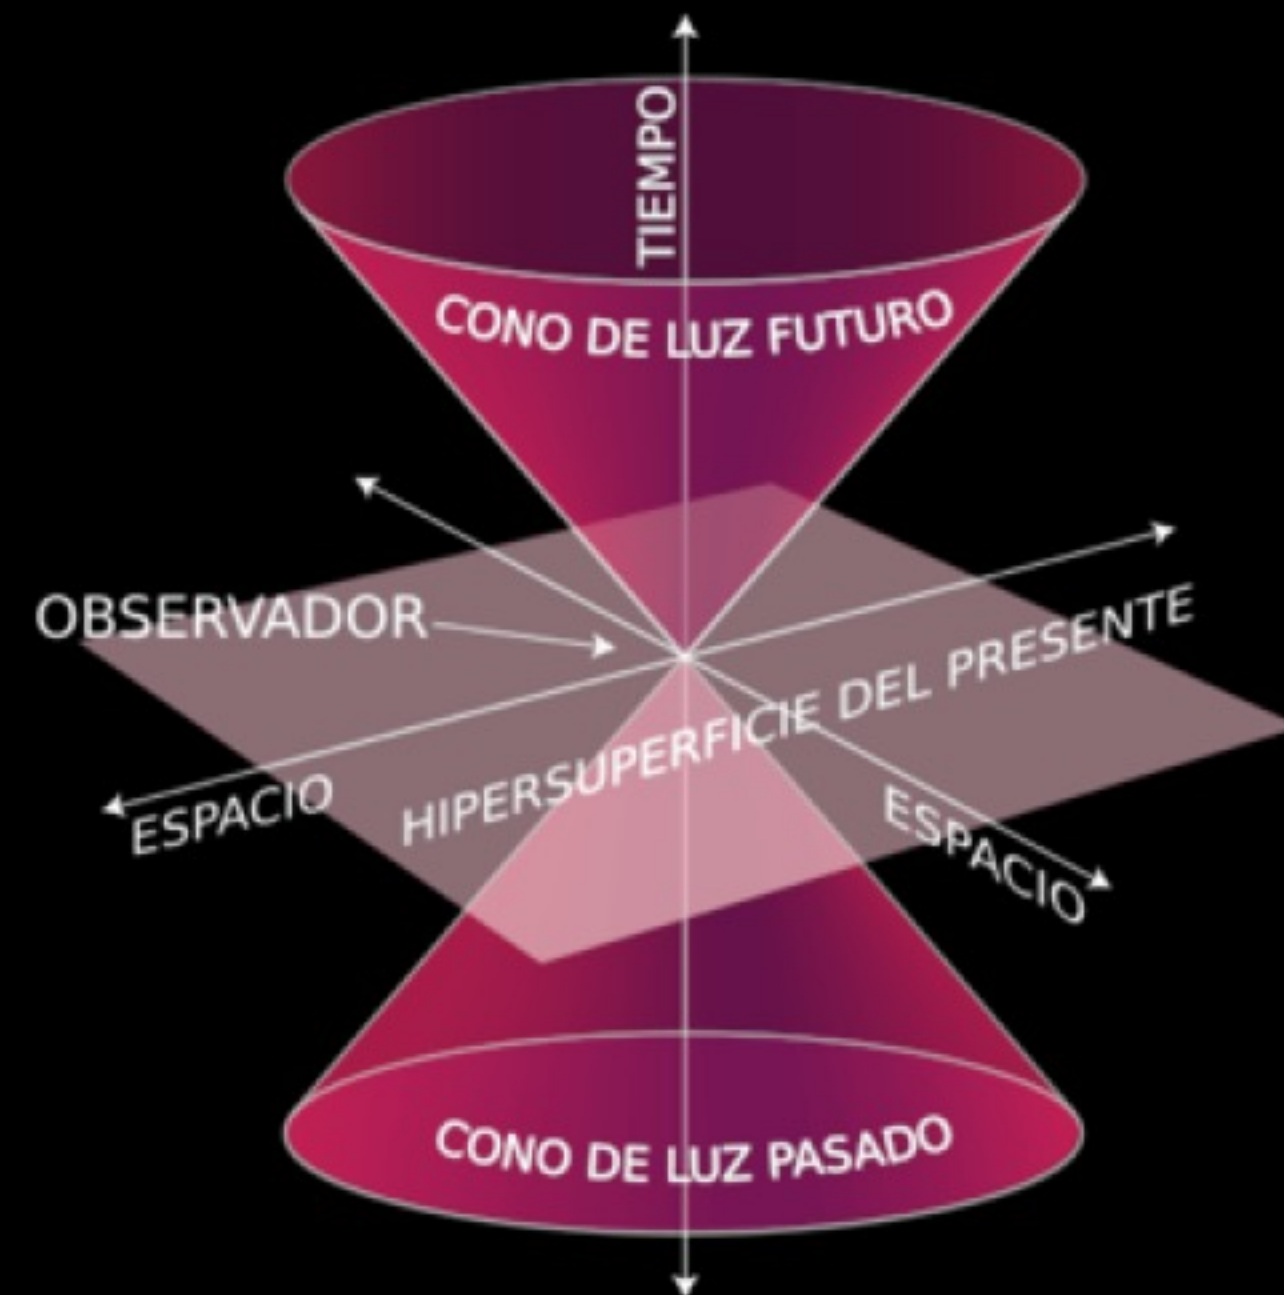 TIEMPO
CONO DE LUZ FUTURO
OBSERVADOR
HIPERSUPERFICIE DEL PRESENTE
ESPACIO
ESPACIO
CONO DE LUZ PASADO